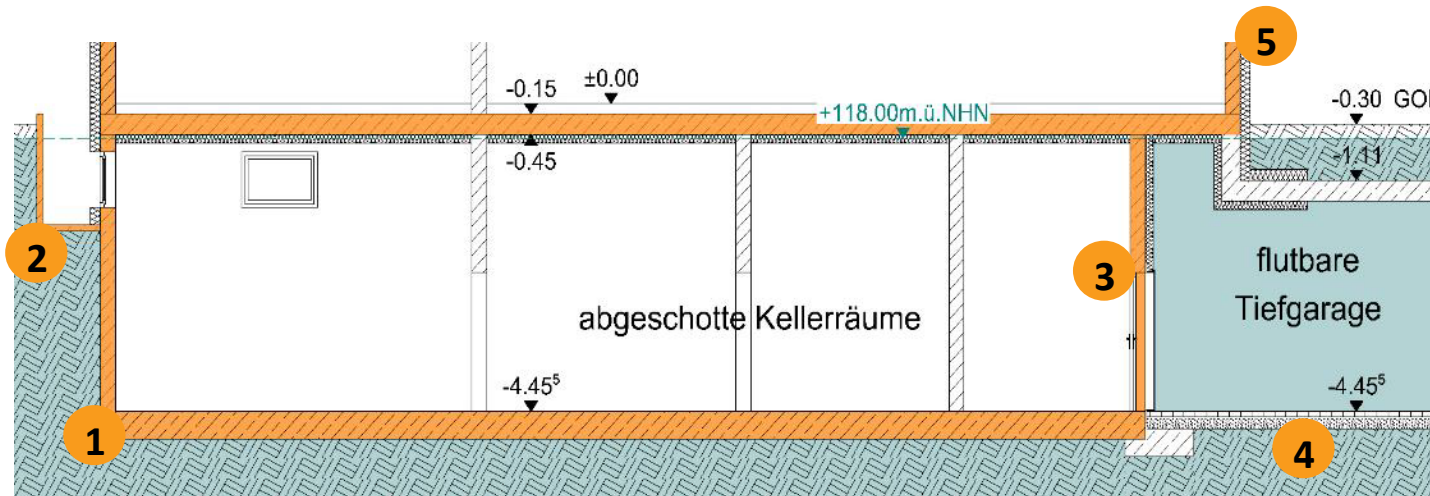 5
-0.15
±0.00
-0.30 GO
+118.00m.ü.NHN
-0.45
-1.11
2
3
flutbare
Tiefgarage
abgeschotte Kellerräume
-4.45⁵
-4.45⁵
1
4